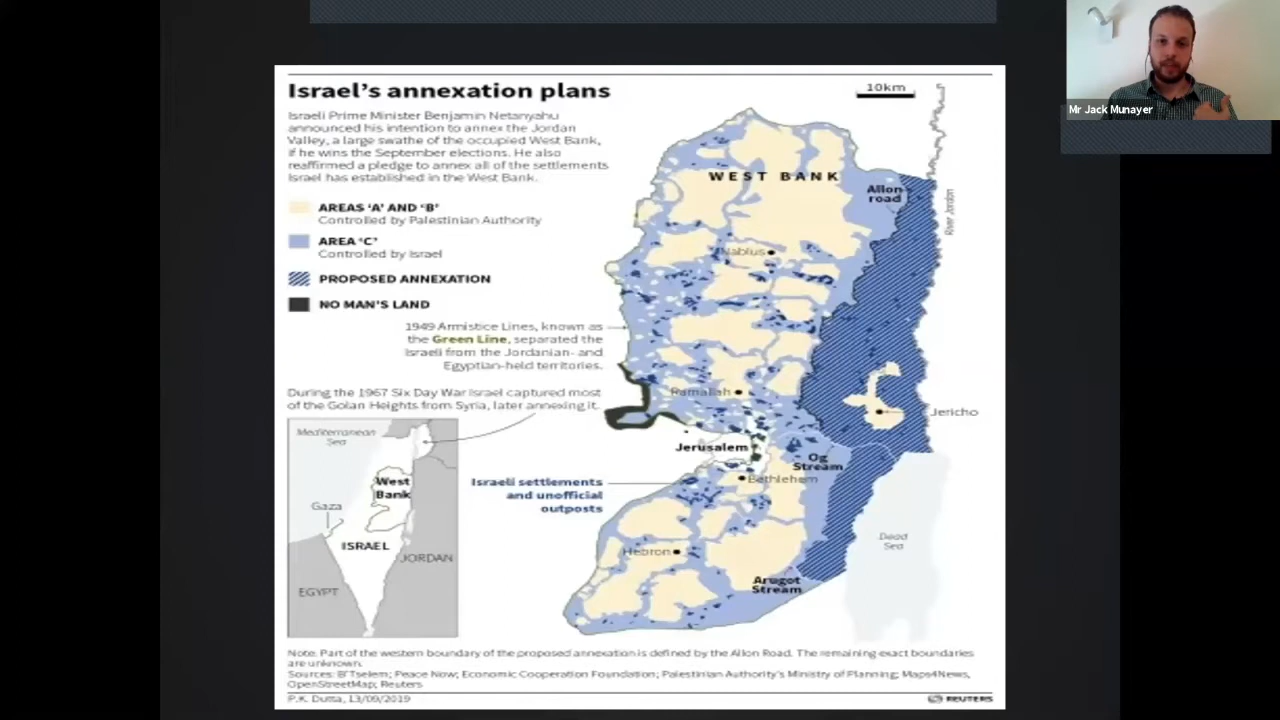 Mr Jack Munayer
Israel's annexation plans
Israeli Prime Minister Benjamin Netanyahu
announced his intention to annex the Jordan
Valley, a large swathe of the occupied West Bank,
if he wins the September elections. He also
reaffirmed a pledge to annex all of the settlements
Israel has established in the West Bank.
AREAS 'A' AND 'B'
Controlled by Palestinian Authority
AREA 'C'
Controlled by Israel
PROPOSED ANNEXATION
NO MAN'S LAND
1949 Armistice Lines, known as
the Green Line, separated the
Israeli from the Jordanian- and
Egyptian-held territories.
During the 1967 Six Day War Israel captured most
of the Golan Heights from Syria, later annexing it.
Mediterranean
Sea
West
Bank
Gaza
ISRAEL
JORDAN
EGYPT
10km
WEST BANK
Allon
road
River Jordan
Nablus
Ramallah
Jericho
Jerusalem
Og
Stream
Bethlehem
Israeli settlements
and unofficial
outposts
Dead
Sea
Hebron
Arugot
Stream
Note: Part of the western boundary of the proposed annexation is defined by the Allon Road. The remaining exact boundaries
are unknown.
Sources: B'Tselem; Peace Now; Economic Cooperation Foundation; Palestinian Authority's Ministry of Planning; Maps4News,
OpenStreetMap; Reuters
P.K. Dutta, 13/09/2019
REUTERS